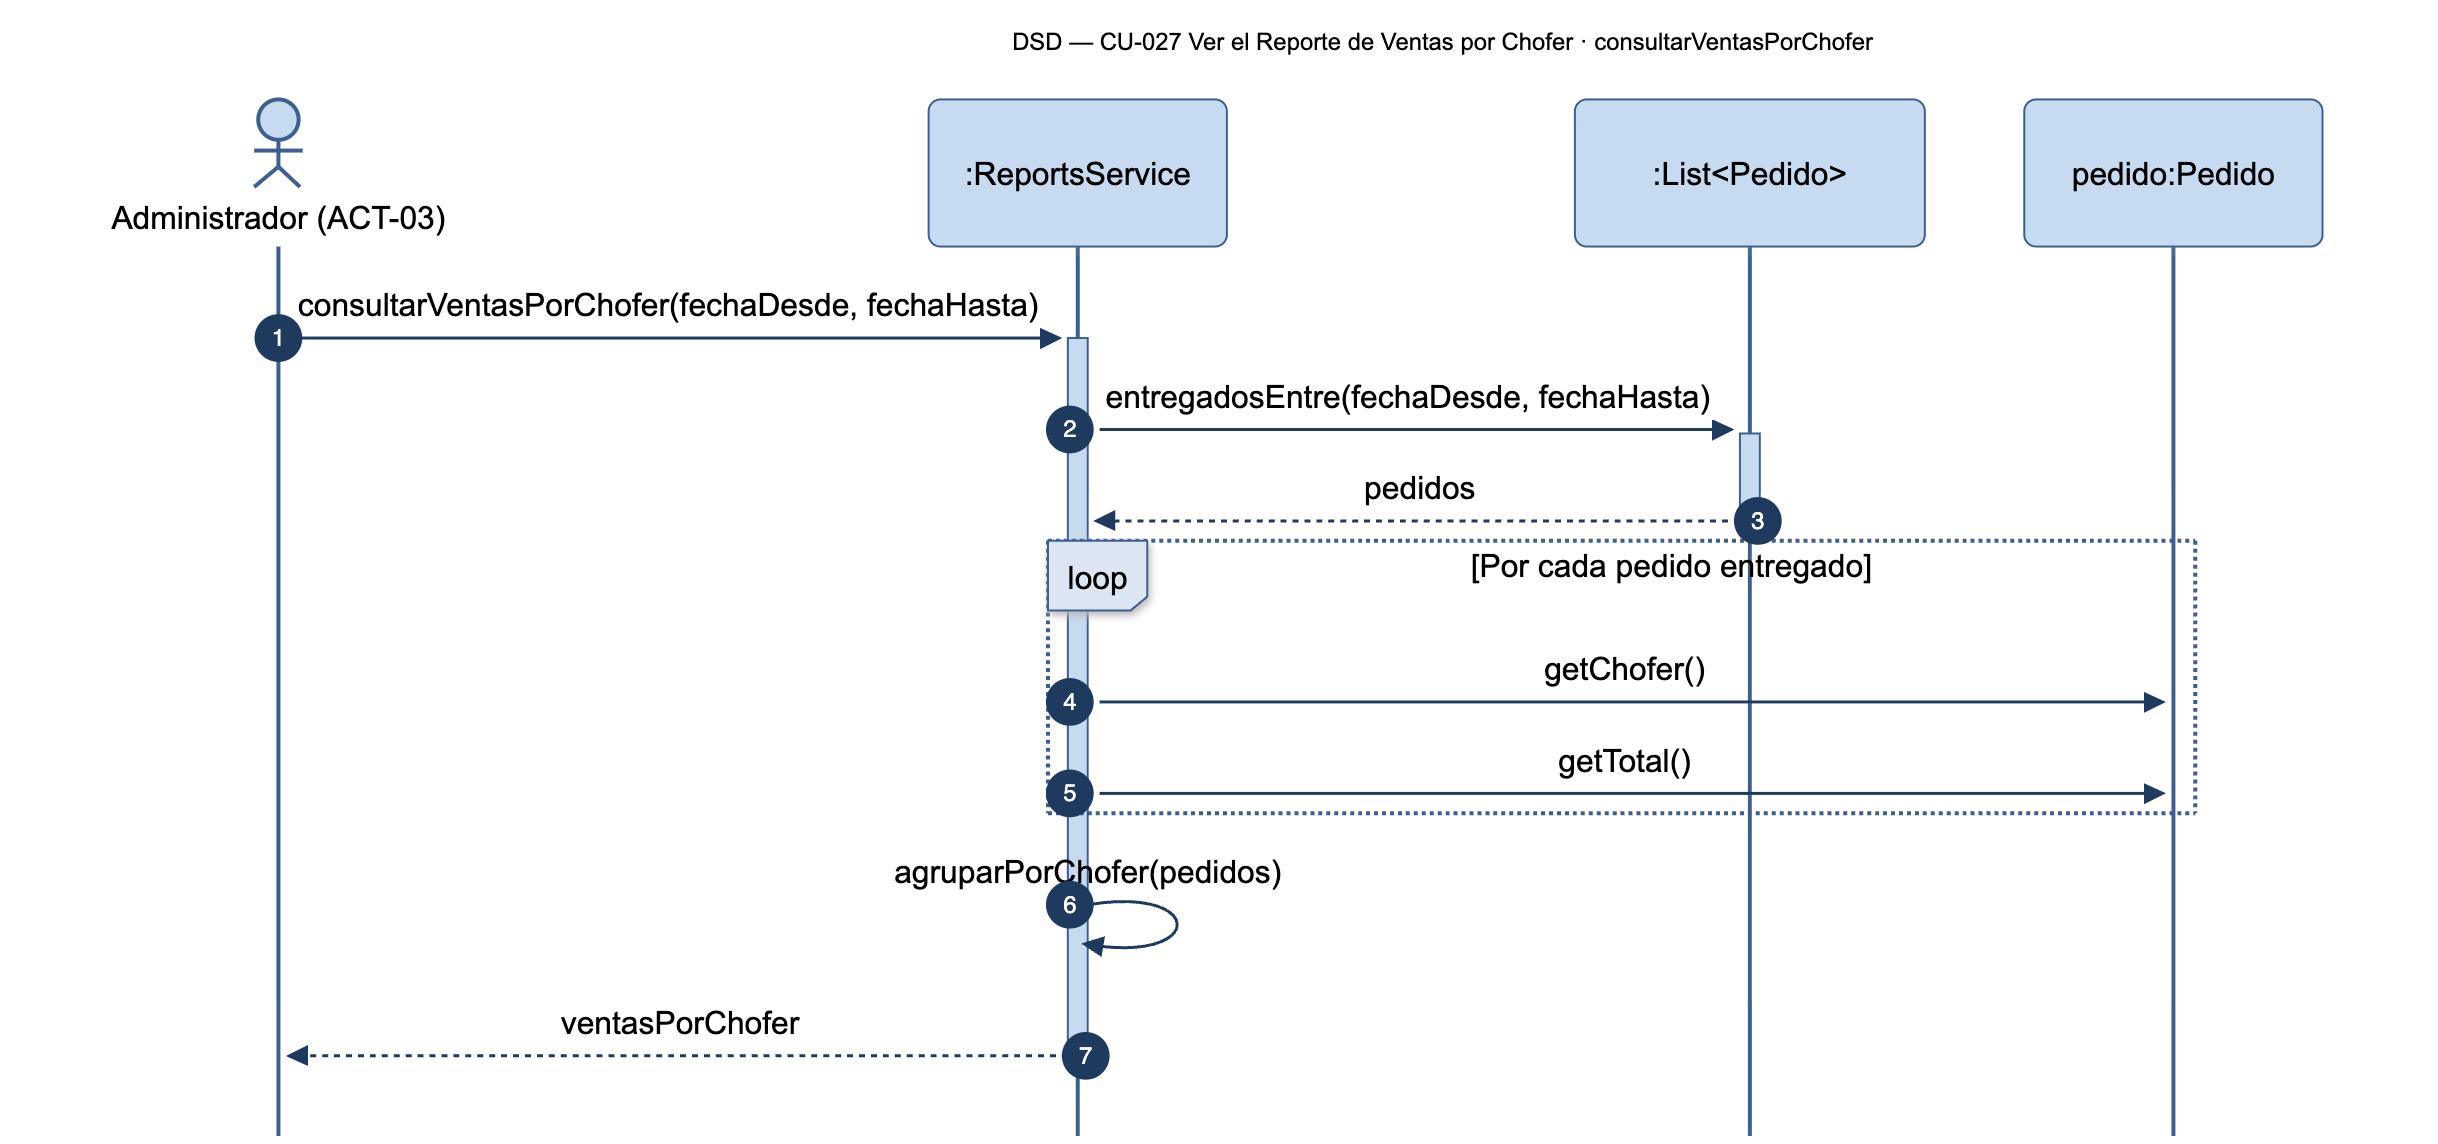 DSD — CU-027 Ver el Reporte de Ventas por Chofer · consultarVentasPorChofer
Administrador (ACT-03)
:ReportsService
:List<Pedido>
pedido:Pedido
consultarVentasPorChofer(fechaDesde, fechaHasta)
1
entregadosEntre(fechaDesde, fechaHasta)
2
pedidos
3
loop
[Por cada pedido entregado]
getChofer()
4
getTotal()
5
agruparPorChofer(pedidos)
6
ventasPorChofer
7